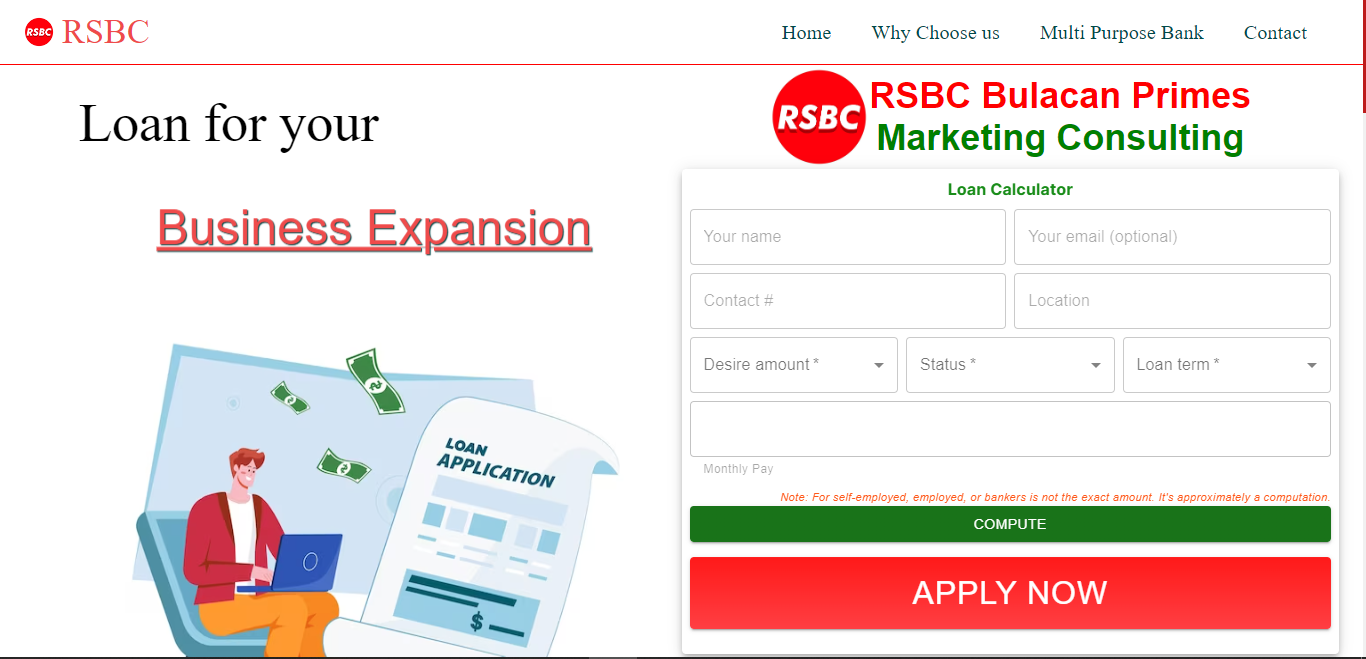 RSBC RSBC
Home Why Choose us Multi Purpose Bank Contact
Loan for your
Business Expansion
LOAN
APPLICATION
$
RSBC
RSBC Bulacan Primes
Marketing Consulting
Loan Calculator
Your name Your email (optional)
Contact # Location
Desire amount * Status * Loan term *
Monthly Pay
Note: For self-employed, employed, or bankers is not the exact amount. It's approximately a computation.
COMPUTE
APPLY NOW